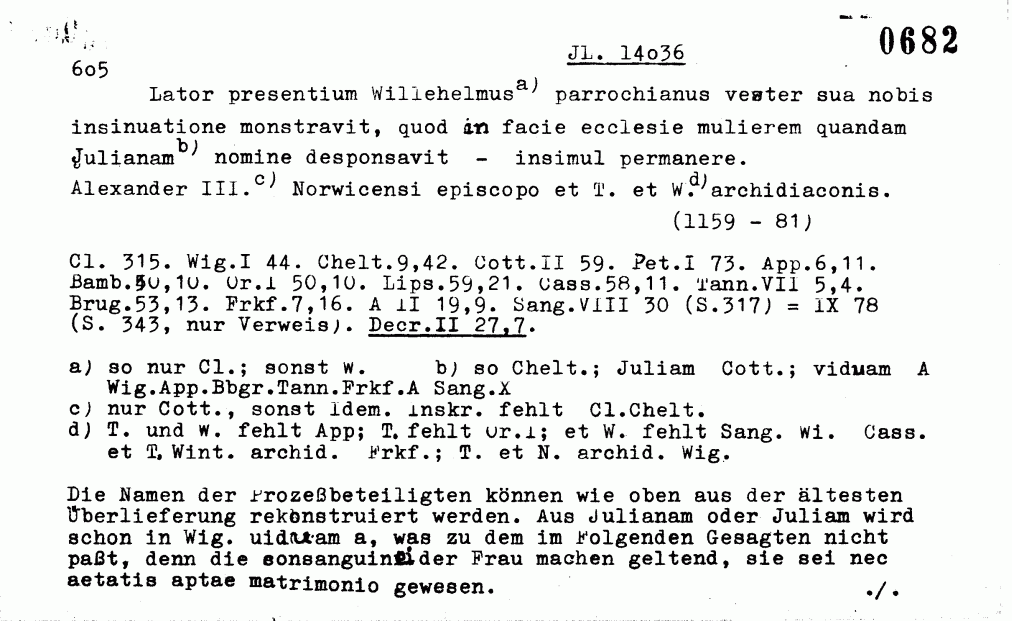 0682
JL. 14o36
6o5
Lator presentium Willehelmus a) parrochianus vester sua nobis
insinuatione monstravit, quod in facie ecclesie mulierem quandam
Julianam b) nomine desponsavit - insimul permanere.
Alexander III. c) Norwicensi episcopo et T. et W. d) archidiaconis.
(1159 - 81)
Cl. 315. Wig.I 44. Chelt.9,42. Cott.II 59. Pet.I 73. App.6,11.
Bamb.50,10. Or.I 50,10. Lips.59,21. Cass.58,11. Tann.VII 5,4.
Brug.53,13. Frkf.7,16. A II 19,9. Sang.VIII 30 (S.317) = IX 78
(S. 343, nur Verweis). Decr.II 27,7.
a) so nur Cl.; sonst W. b) so Chelt.; Juliam Cott.; viduam A
Wig.App.Bbgr.Tann.Frkf.A Sang.X
c) nur Cott., sonst Idem. Inskr. fehlt Cl.Chelt.
d) T. und W. fehlt App; T. fehlt Or.I; et W. fehlt Sang. Wi. Cass.
et T. Wint. archid. Frkf.; T. et N. archid. Wig.
Die Namen der Prozeßbeteiligten können wie oben aus der ältesten
Überlieferung rekonstruiert werden. Aus Julianam oder Juliam wird
schon in Wig. uiduam a, was zu dem im Folgenden Gesagten nicht
paßt, denn die consanguinei der Frau machen geltend, sie sei nec
aetatis aptae matrimonio gewesen.
./.